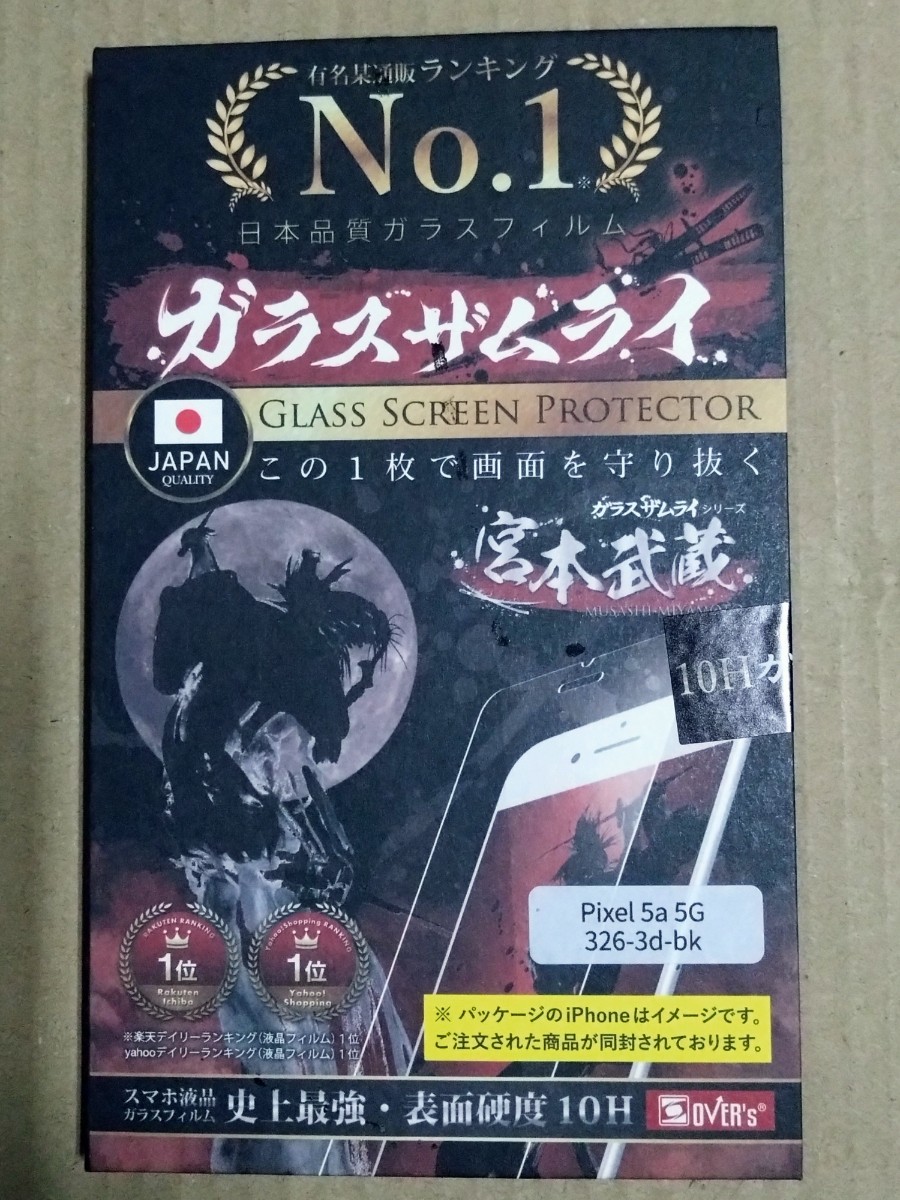 有名某通販ランキング
No.1※
日本品質ガラスフィルム
ガラスザムライ
GLASS SCREEN PROTECTOR
JAPAN
QUALITY
この1枚で画面を守り抜く
ガラスザムライシリーズ
宮本武蔵
10Hガ
Pixel 5a 5G
326-3d-bk
RAKUTEN RANKING
1位
Rakuten
Ichiba
Yahoo!Shopping RANKING
1位
Yahoo!
Shopping
※ パッケージのiPhoneはイメージです。
ご注文された商品が同封されております。
※楽天デイリーランキング(液晶フィルム)1位
yahooデイリーランキング(液晶フィルム)1位
スマホ液晶
ガラスフィルム
史上最強・表面硬度10H
OVER's®